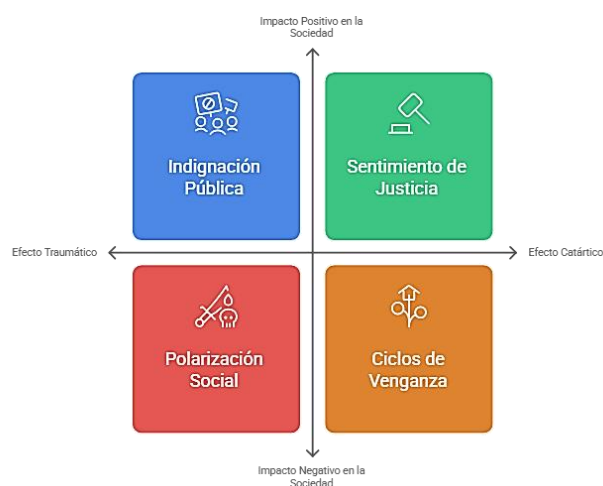 Impacto Positivo en la
Sociedad
Indignación
Pública
Sentimiento de
Justicia
Efecto Traumático
Efecto Catártico
Polarización
Social
Ciclos de
Venganza
Impacto Negativo en la
Sociedad